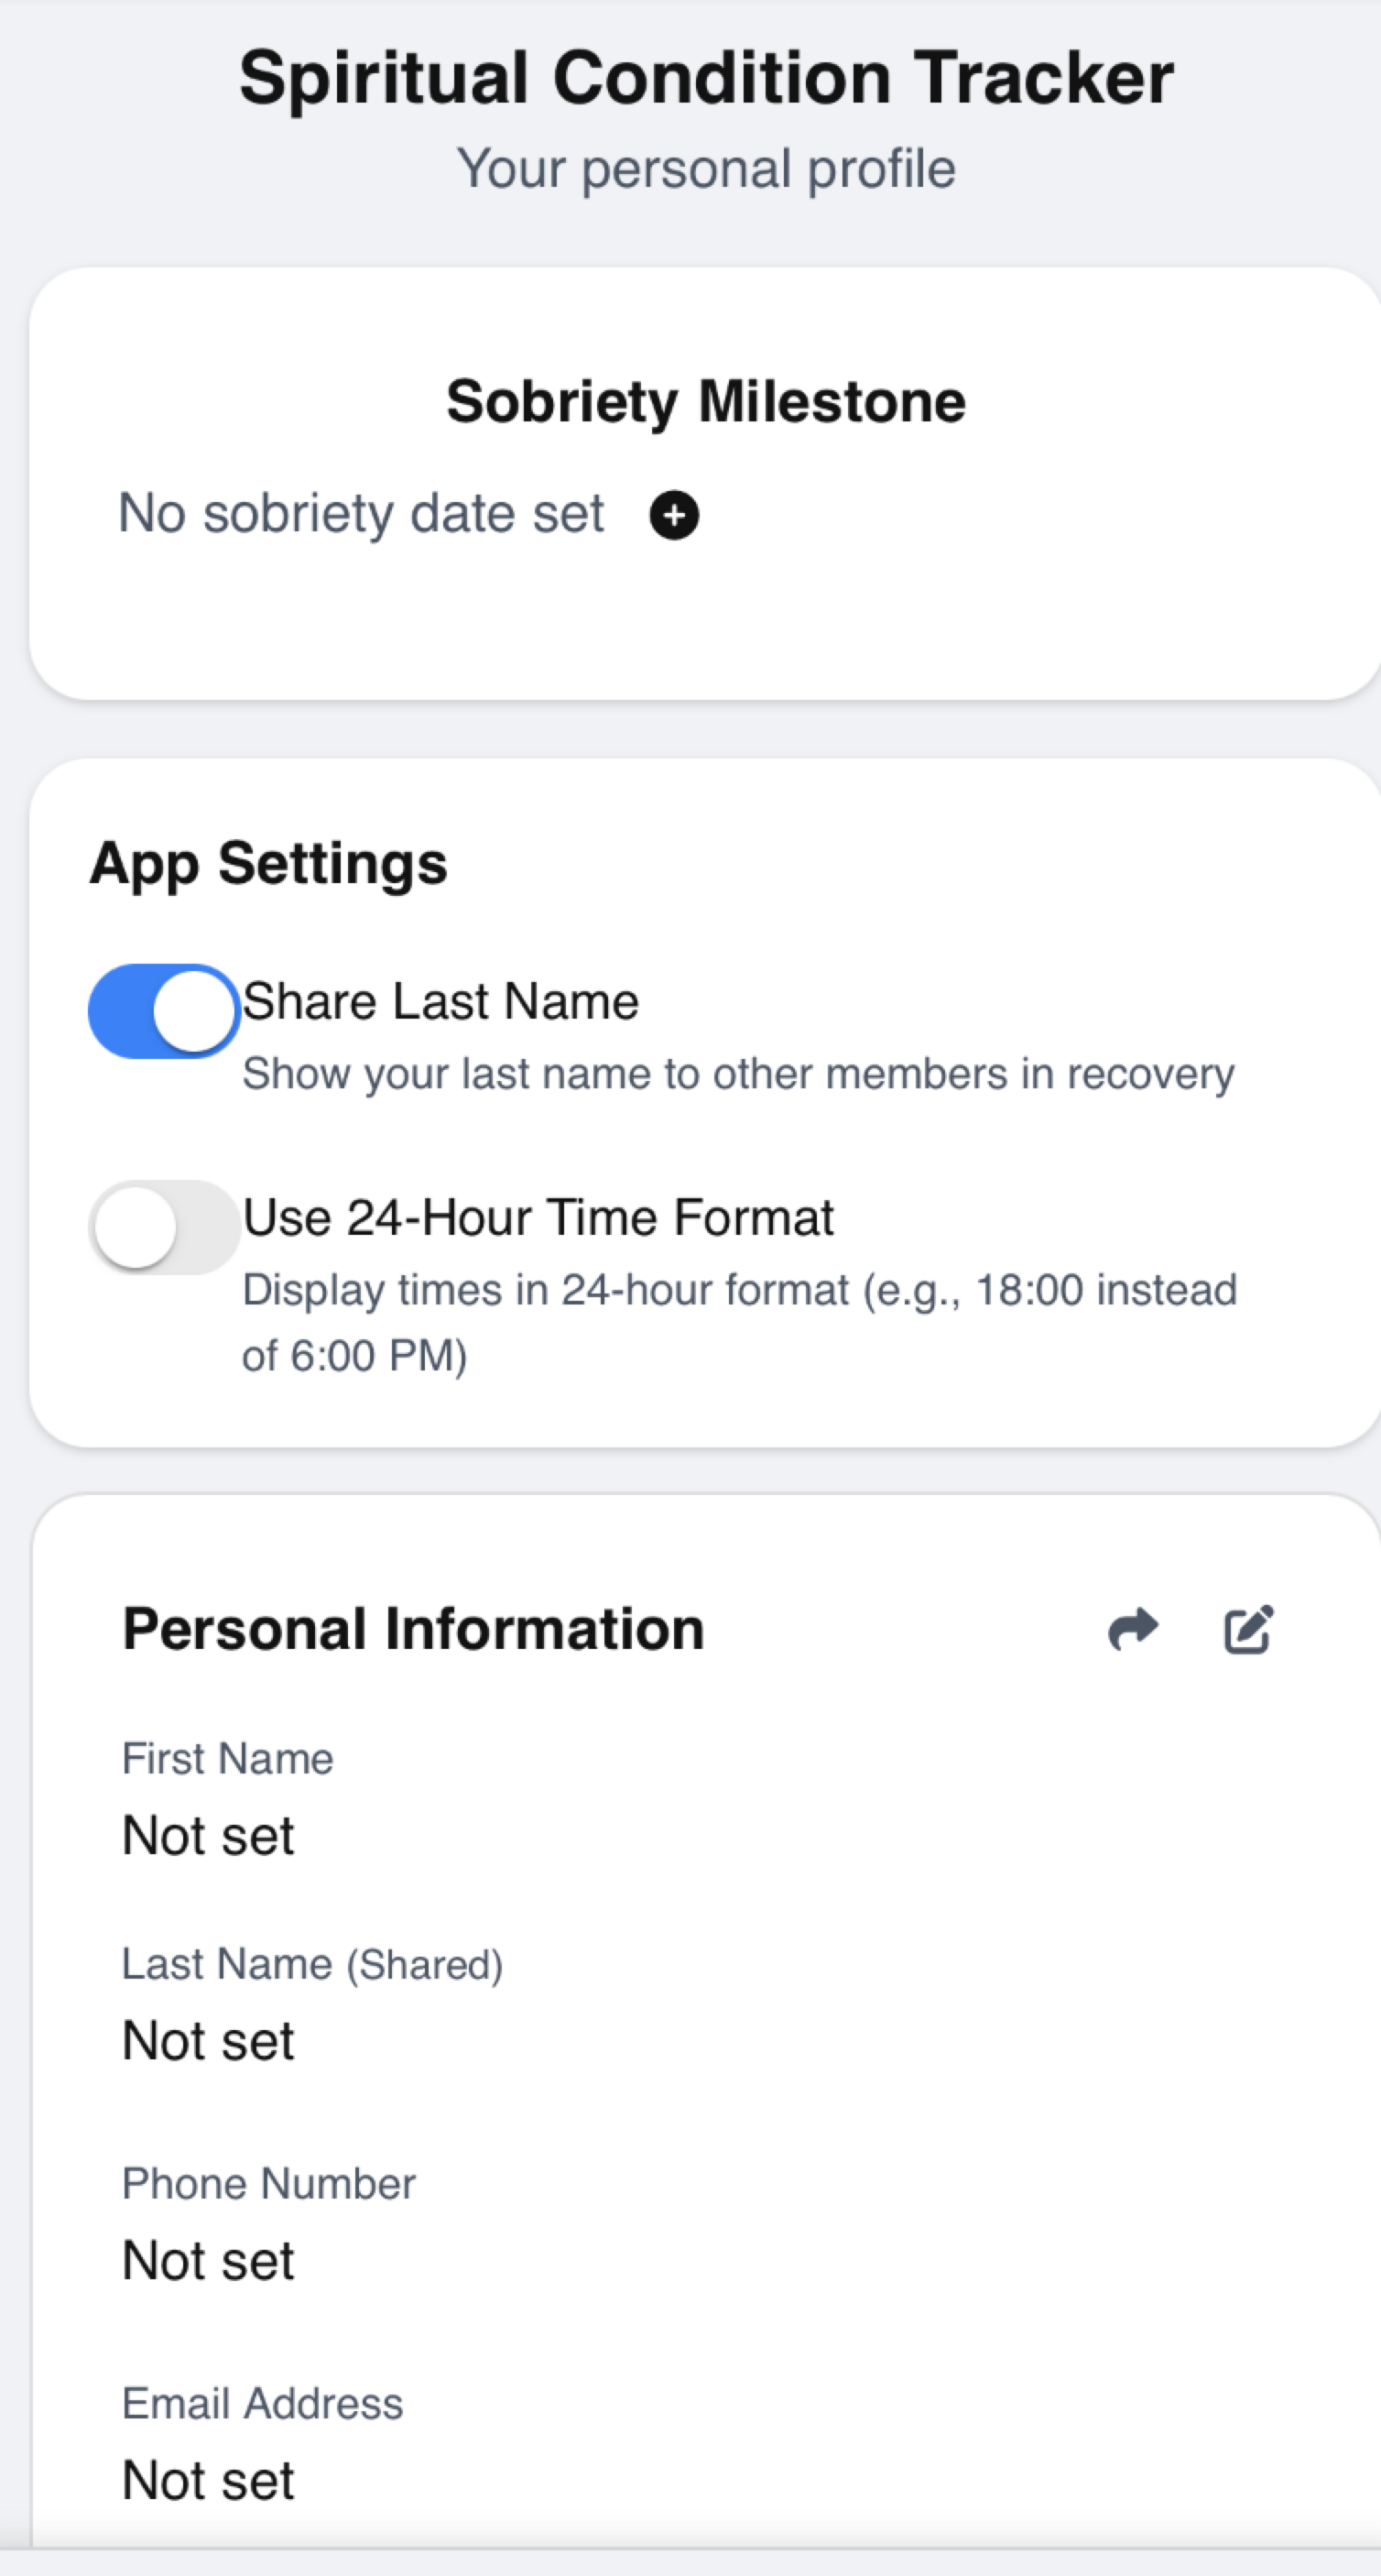 Spiritual Condition Tracker
Your personal profile
Sobriety Milestone
No sobriety date set
App Settings
Share Last Name
Show your last name to other members in recovery
Use 24-Hour Time Format
Display times in 24-hour format (e.g., 18:00 instead
of 6:00 PM)
Personal Information
First Name
Not set
Last Name (Shared)
Not set
Phone Number
Not set
Email Address
Not set